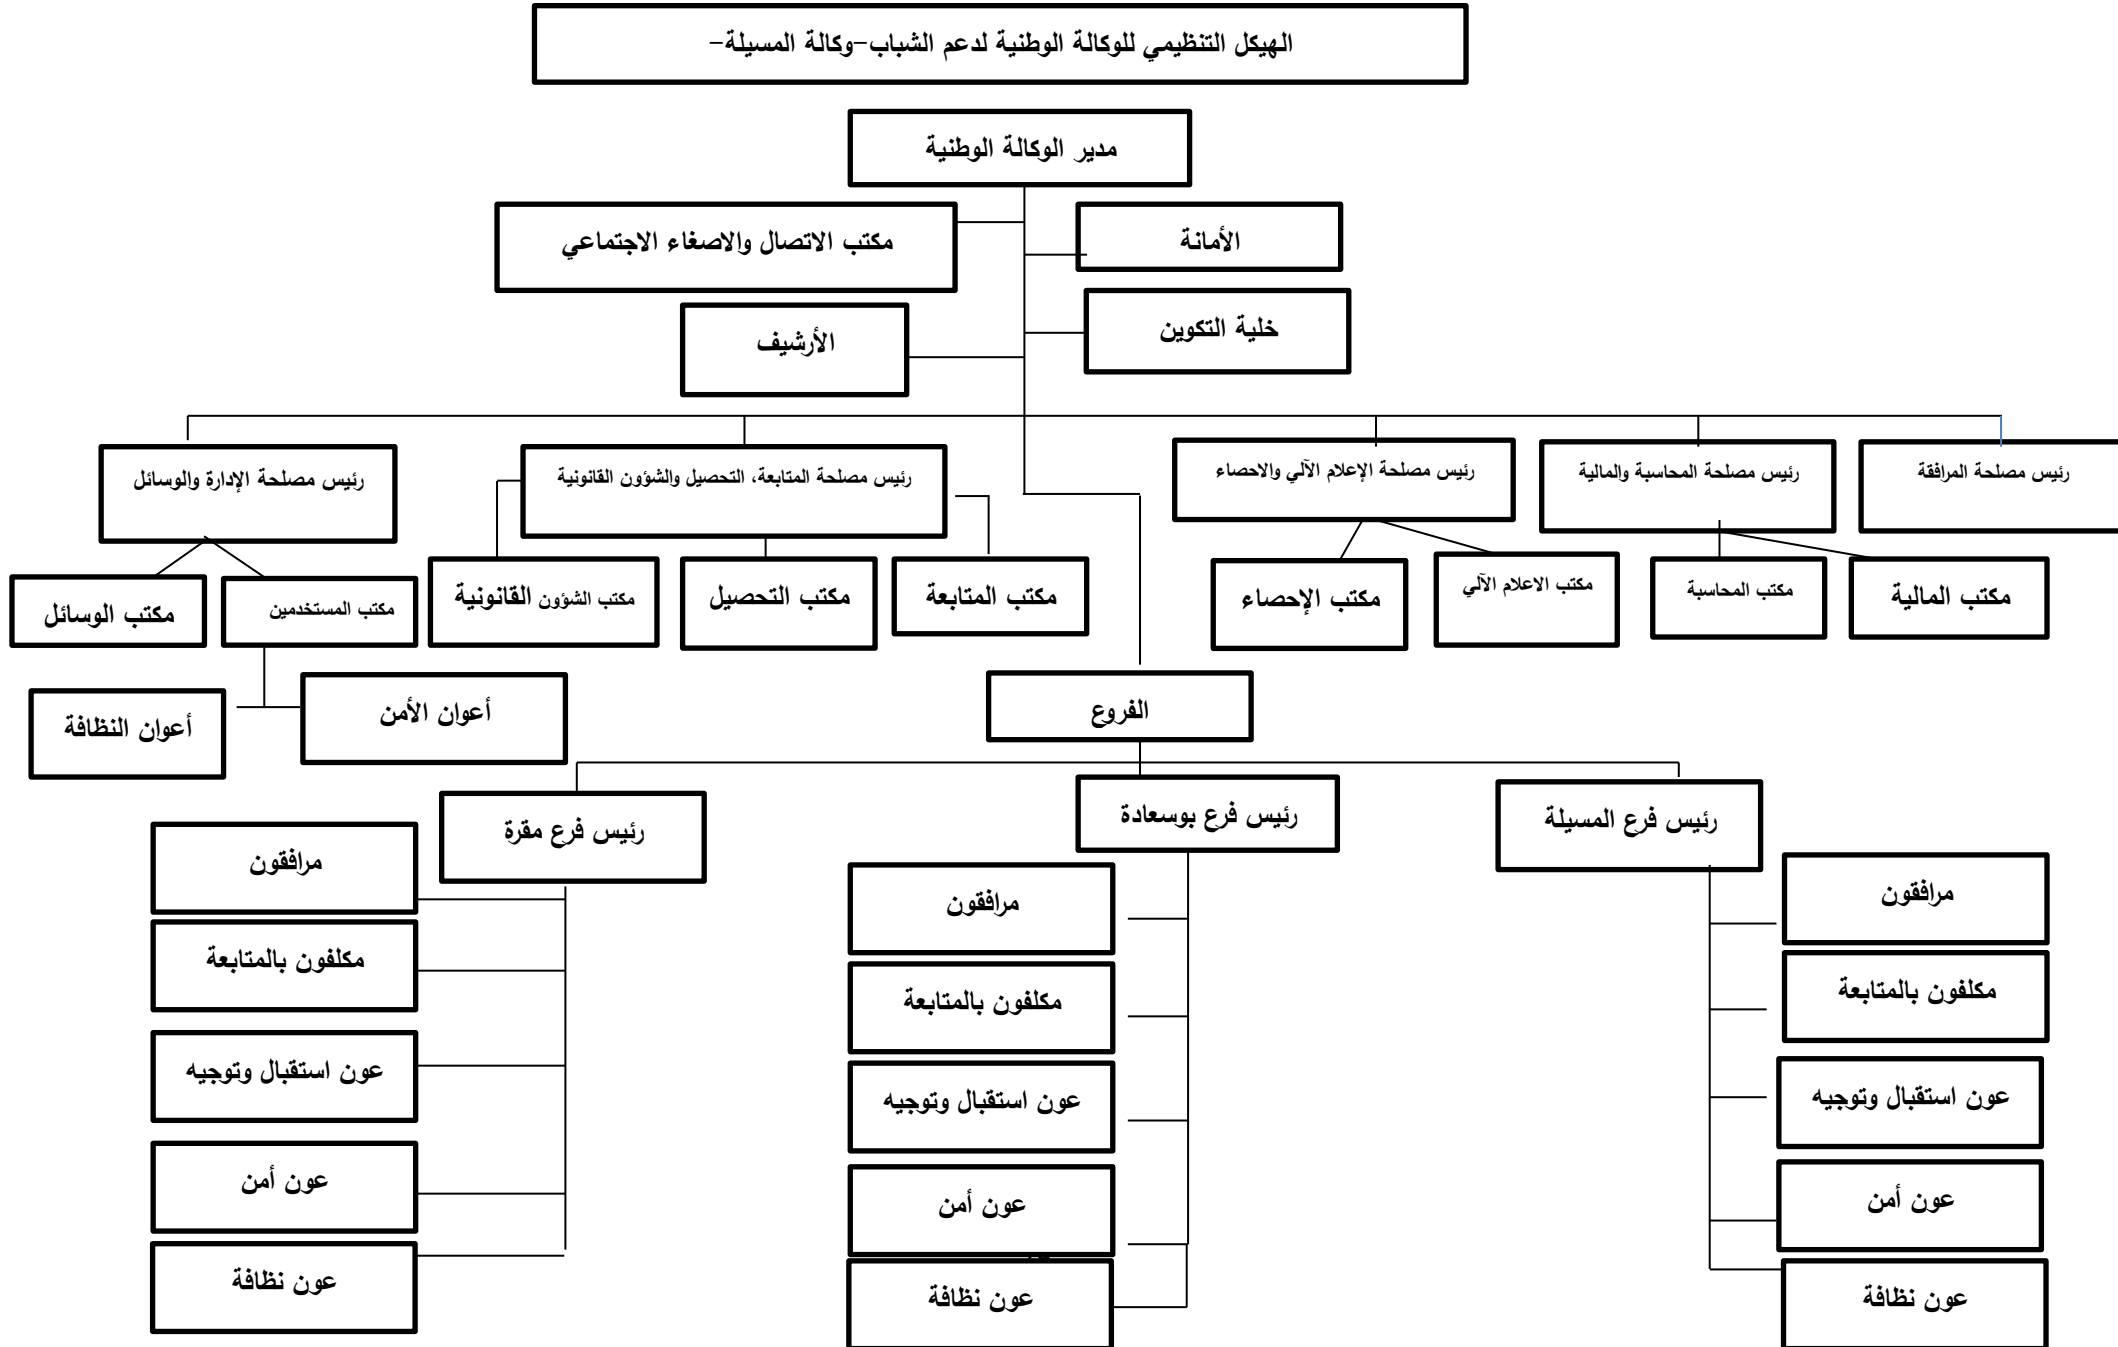 الهيكل التنظيمي للوكالة الوطنية لدعم الشباب-وكالة المسيلة-
مدير الوكالة الوطنية
الأمانة
مكتب الاتصال والاصغاء الاجتماعي
خلية التكوين
الأرشيف
رئيس مصلحة المرافقة
رئيس مصلحة المحاسبة والمالية
رئيس مصلحة الإعلام الآلي والاحصاء
رئيس مصلحة المتابعة، التحصيل والشؤون القانونية
رئيس مصلحة الإدارة والوسائل
مكتب المالية
مكتب المحاسبة
مكتب الاعلام الآلي
مكتب الإحصاء
مكتب المتابعة
مكتب التحصيل
مكتب الشؤون القانونية
مكتب المستخدمين
مكتب الوسائل
الفروع
أعوان الأمن
أعوان النظافة
رئيس فرع المسيلة
رئيس فرع بوسعادة
رئيس فرع مقرة
مرافقون
مكلفون بالمتابعة
عون استقبال وتوجيه
عون أمن
عون نظافة
مرافقون
مكلفون بالمتابعة
عون استقبال وتوجيه
عون أمن
عون نظافة
مرافقون
مكلفون بالمتابعة
عون استقبال وتوجيه
عون أمن
عون نظافة